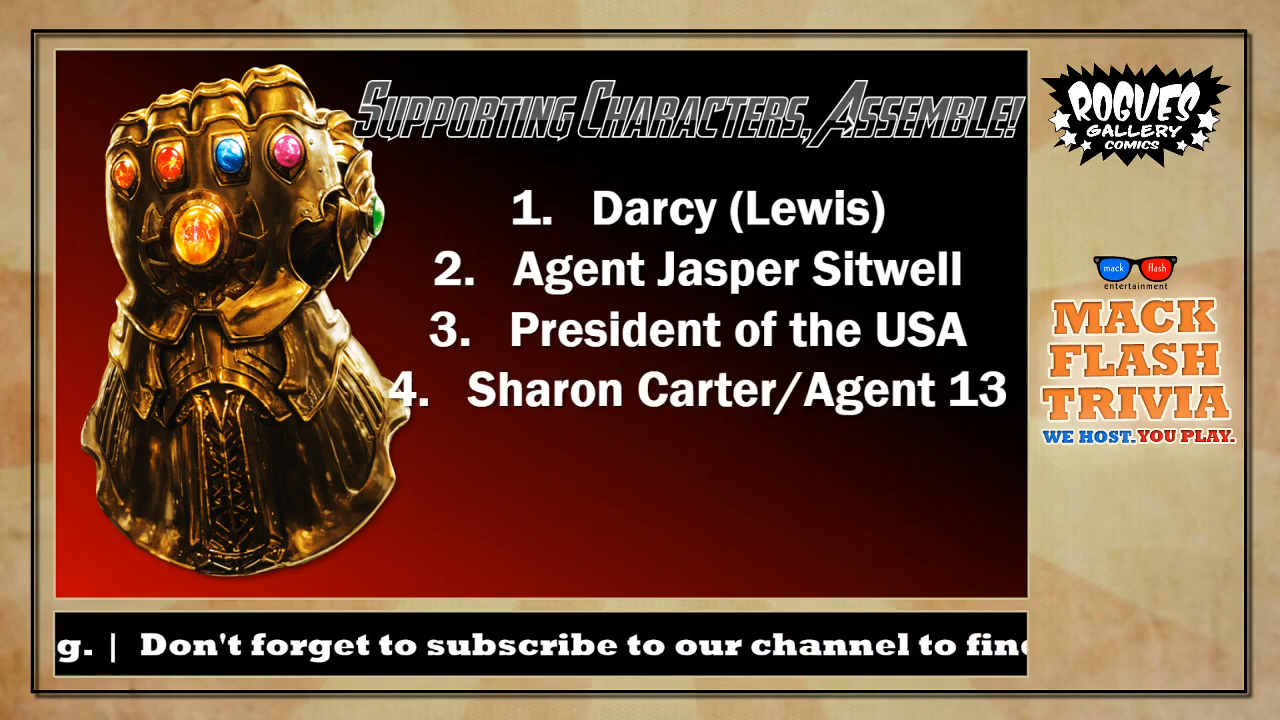 Supporting Characters, Assemble!
1. Darcy (Lewis)
2. Agent Jasper Sitwell
3. President of the USA
4. Sharon Carter/Agent 13
ROGUES
GALLERY
COMICS
mack flash
entertainment
MACK
FLASH
TRIVIA
WE HOST. YOU PLAY.
g. | Don't forget to subscribe to our channel to find